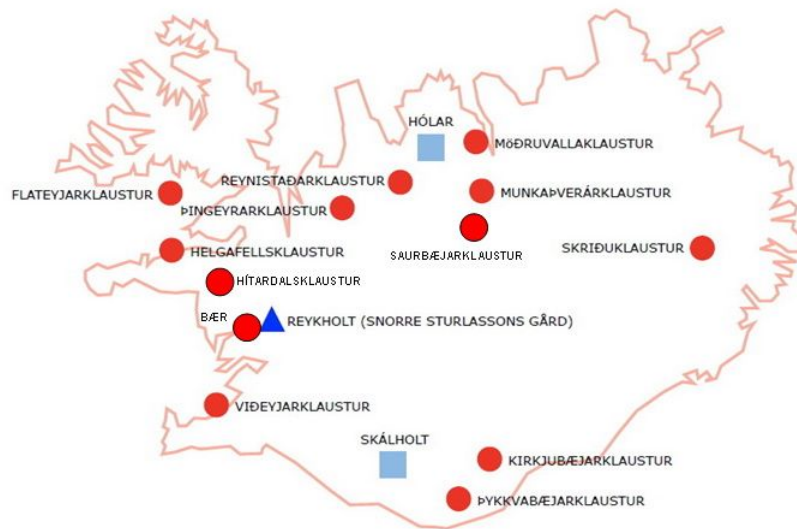 HÓLAR
MÖÐRUVALLAKLAUSTUR
REYNISTAÐARKLAUSTUR
FLATEYJARKLAUSTUR
MUNKAÞVERÁRKLAUSTUR
ÞINGEYRARKLAUSTUR
HELGAFELLSKLAUSTUR
SAURBÆJARKLAUSTUR
SKRIÐUKLAUSTUR
HÍTARDALSKLAUSTUR
BÆR
REYKHOLT (SNORRE STURLASSONS GÅRD)
VIÐEYJARKLAUSTUR
SKÁLHOLT
KIRKJUBÆJARKLAUSTUR
ÞYKKVABÆJARKLAUSTUR